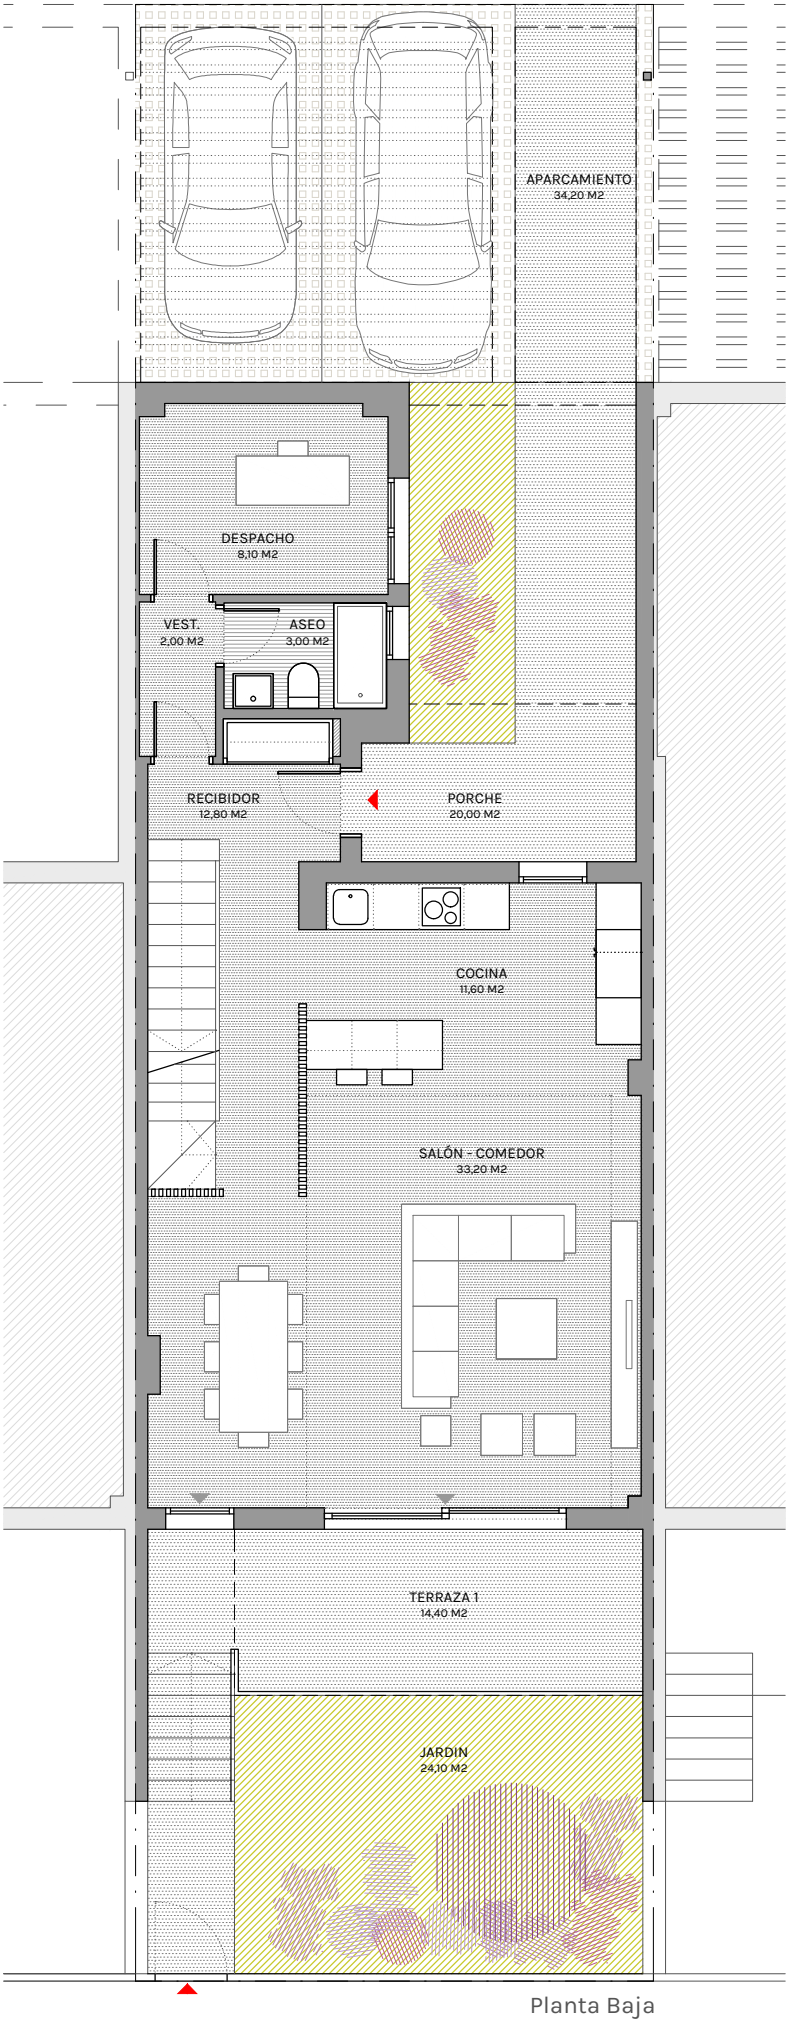 APARCAMIENTO
34,20 M2
DESPACHO
8,10 M2
VEST.
2,00 M2
ASEO
3,00 M2
RECIBIDOR
12,80 M2
PORCHE
20,00 M2
COCINA
11,60 M2
SALÓN - COMEDOR
33,20 M2
TERRAZA 1
14,40 M2
JARDIN
24,10 M2
Planta Baja